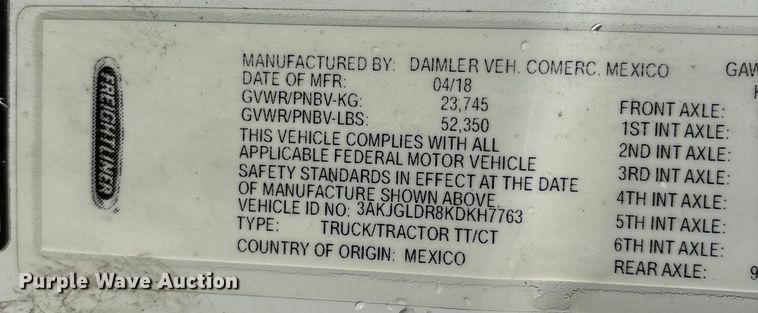 FREIGHTLINER
MANUFACTURED BY: DAIMLER VEH. COMERC. MEXICO
DATE OF MFR: 04/18
GVWR/PNBV-KG: 23,745
GVWR/PNBV-LBS: 52,350
THIS VEHICLE COMPLIES WITH ALL
APPLICABLE FEDERAL MOTOR VEHICLE
SAFETY STANDARDS IN EFFECT AT THE DATE
OF MANUFACTURE SHOWN ABOVE.
VEHICLE ID NO: 3AKJGLDR8KDKH7763
TYPE: TRUCK/TRACTOR TT/CT
COUNTRY OF ORIGIN: MEXICO
GAW
FRONT AXLE:
1ST INT AXLE:
2ND INT AXLE:
3RD INT AXLE:
4TH INT AXLE:
5TH INT AXLE:
6TH INT AXLE:
REAR AXLE: 9
Purple Wave Auction